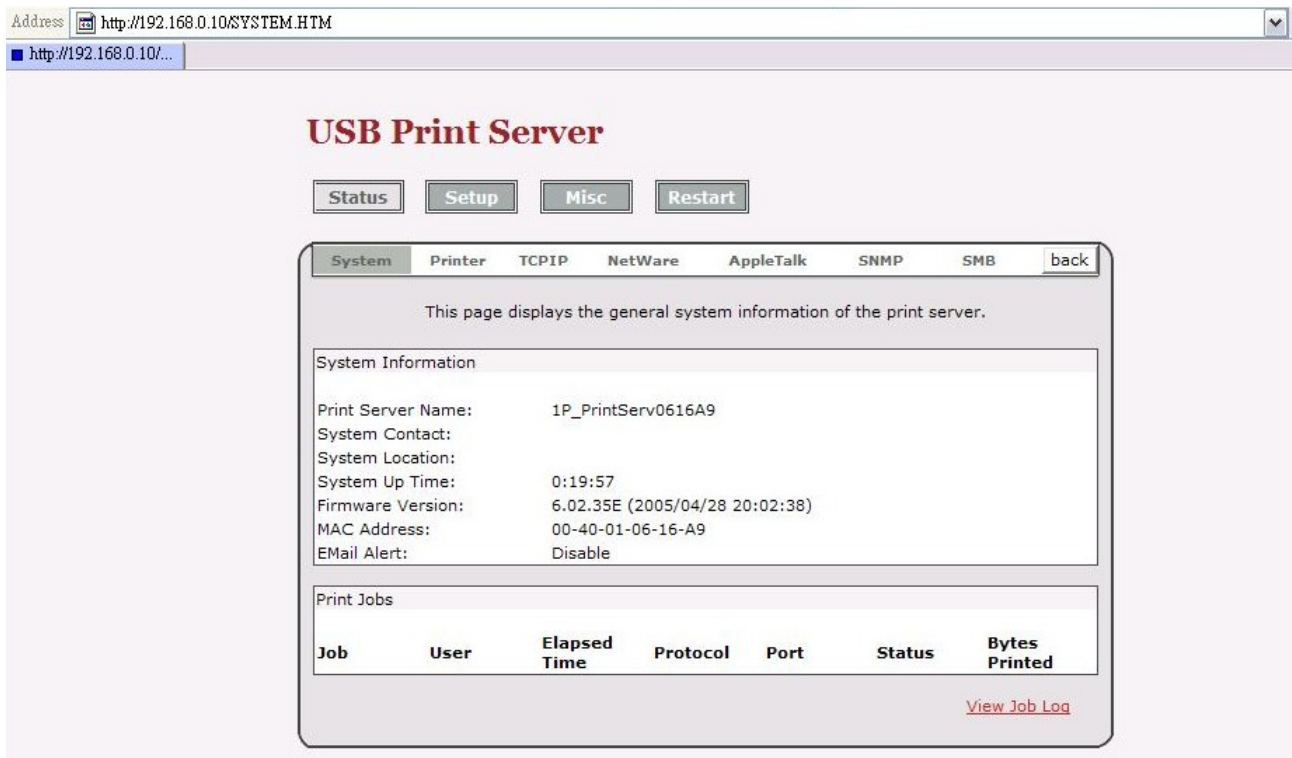 Address http://192.168.0.10/SYSTEM.HTM
http://192.168.0.10/...
USB Print Server
Status Setup Misc Restart
System Printer TCPIP NetWare AppleTalk SNMP SMB back
This page displays the general system information of the print server.
System Information
Print Server Name: 1P_PrintServ0616A9
System Contact:
System Location:
System Up Time: 0:19:57
Firmware Version: 6.02.35E (2005/04/28 20:02:38)
MAC Address: 00-40-01-06-16-A9
EMail Alert: Disable
Print Jobs
Job User Elapsed Time Protocol Port Status Bytes Printed
View Job Log